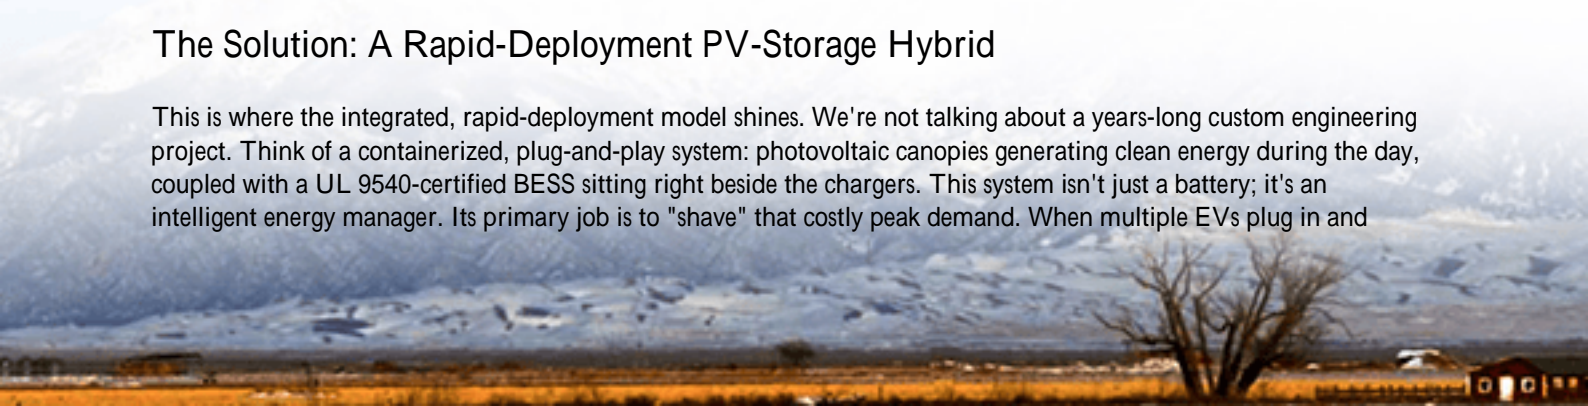 The Solution: A Rapid-Deployment PV-Storage Hybrid
This is where the integrated, rapid-deployment model shines. We're not talking about a years-long custom engineering
project. Think of a containerized, plug-and-play system: photovoltaic canopies generating clean energy during the day,
coupled with a UL 9540-certified BESS sitting right beside the chargers. This system isn't just a battery; it's an
intelligent energy manager. Its primary job is to "shave" that costly peak demand. When multiple EVs plug in and